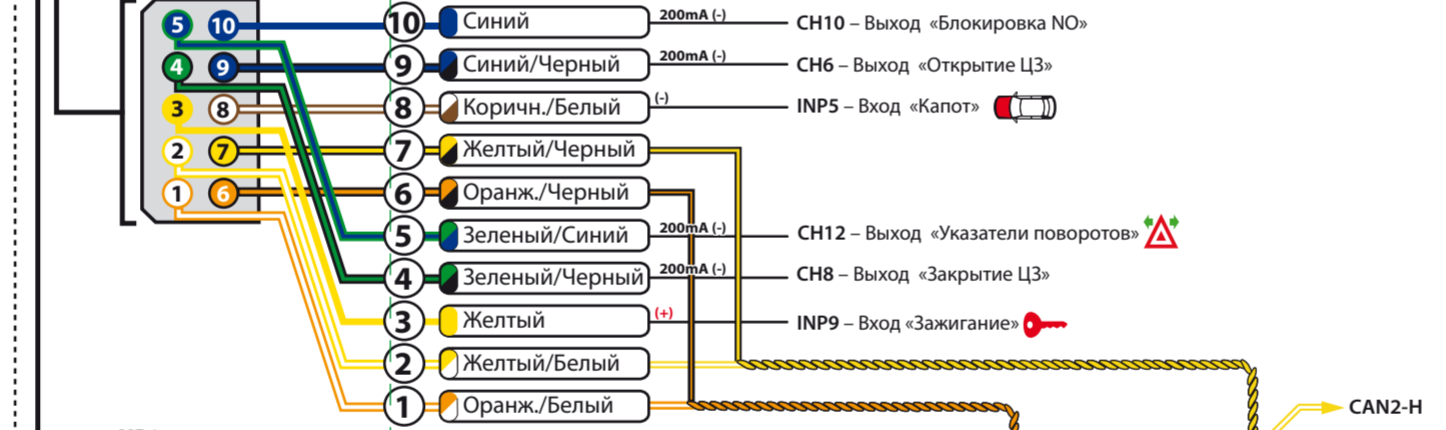 5 10 10 Синий 200mA (-) CH10 – Выход «Блокировка NO»
4 9 9 Синий/Черный 200mA (-) CH6 – Выход «Открытие ЦЗ»
3 8 8 Коричн./Белый (-) INP5 – Вход «Капот»
2 7 7 Желтый/Черный
1 6 6 Оранж./Черный
5 Зеленый/Синий 200mA (-) CH12 – Выход «Указатели поворотов»
4 Зеленый/Черный 200mA (-) CH8 – Выход «Закрытие ЦЗ»
3 Желтый (+) INP9 – Вход «Зажигание»
2 Желтый/Белый
1 Оранж./Белый
CAN2-H